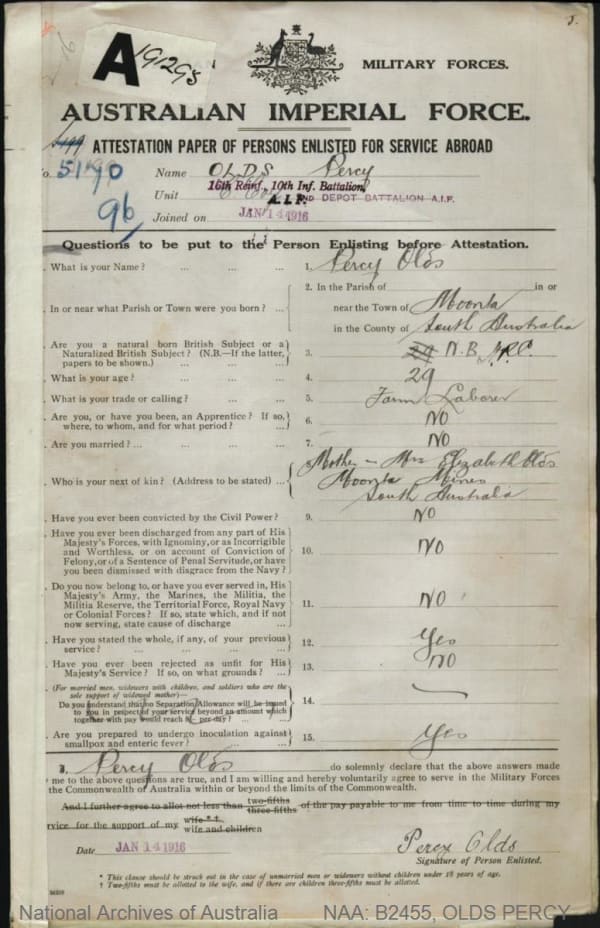 3.
A 191298
MILITARY FORCES.
AUSTRALIAN IMPERIAL FORCE.
ATTESTATION PAPER OF PERSONS ENLISTED FOR SERVICE ABROAD
o. 5170 Name OLDS Percy
16th Reinf., 10th Inf. Battalion,
Unit A.I.F. 2ND DEPOT BATTALION A.I.F.
96
Joined on JAN 14 1916
Questions to be put to the Person Enlisting before Attestation.
. What is your Name? ... ... ... 1. Percy Olds
2. In the Parish of in or
. In or near what Parish or Town were you born? ... near the Town of Moonta
in the County of South Australia
. Are you a natural born British Subject or a
Naturalized British Subject? (N.B.—If the latter, 3. 29 N.B.
papers to be shown.) ... ... ...
. What is your age? ... ... ... 4. 29
. What is your trade or calling? ... ... 5. Farm Laborer
. Are you, or have you been, an Apprentice? If so,
where, to whom, and for what period? ... ... 6. No
. Are you married? ... ... ... ... 7. No
Mother - Mrs Elizabeth Olds
. Who is your next of kin? (Address to be stated) ... Moonta Mines
South Australia
. Have you ever been convicted by the Civil Power? 9. No
. Have you ever been discharged from any part of His
Majesty's Forces, with Ignominy, or as Incorrigible
and Worthless, or on account of Conviction of 10. No
Felony, or of a Sentence of Penal Servitude, or have
you been dismissed with disgrace from the Navy?
. Do you now belong to, or have you ever served in, His
Majesty's Army, the Marines, the Militia, the
Militia Reserve, the Territorial Force, Royal Navy 11. No
or Colonial Forces? If so, state which, and if not
now serving, state cause of discharge ...
. Have you stated the whole, if any, of your previous 12. Yes
service? ... ... ... ...
. Have you ever been rejected as unfit for His 13. No
Majesty's Service? If so, on what grounds? ...
. (For married men, widowers with children, and soldiers who are the
sole support of widowed mother)—
Do you understand that no Separation Allowance will be issued 14.
to you in respect of your service beyond an amount which
together with pay would reach 8/- per day? ... ...
. Are you prepared to undergo inoculation against 15. Yes
smallpox and enteric fever? ... ...
I, Percy Olds do solemnly declare that the above answers made
me to the above questions are true, and I am willing and hereby voluntarily agree to serve in the Military Forces
the Commonwealth of Australia within or beyond the limits of the Commonwealth.
And I further agree to allot not less than two-fifths three-fifths of the pay payable to me from time to time during my
rvice for the support of my wife * † wife and children
Date JAN 14 1916 Percy Olds
Signature of Person Enlisted.
* This clause should be struck out in the case of unmarried men or widowers without children under 18 years of age.
† Two-fifths must be allotted to the wife, and if there are children three-fifths must be allotted.
National Archives of Australia NAA: B2455, OLDS PERCY